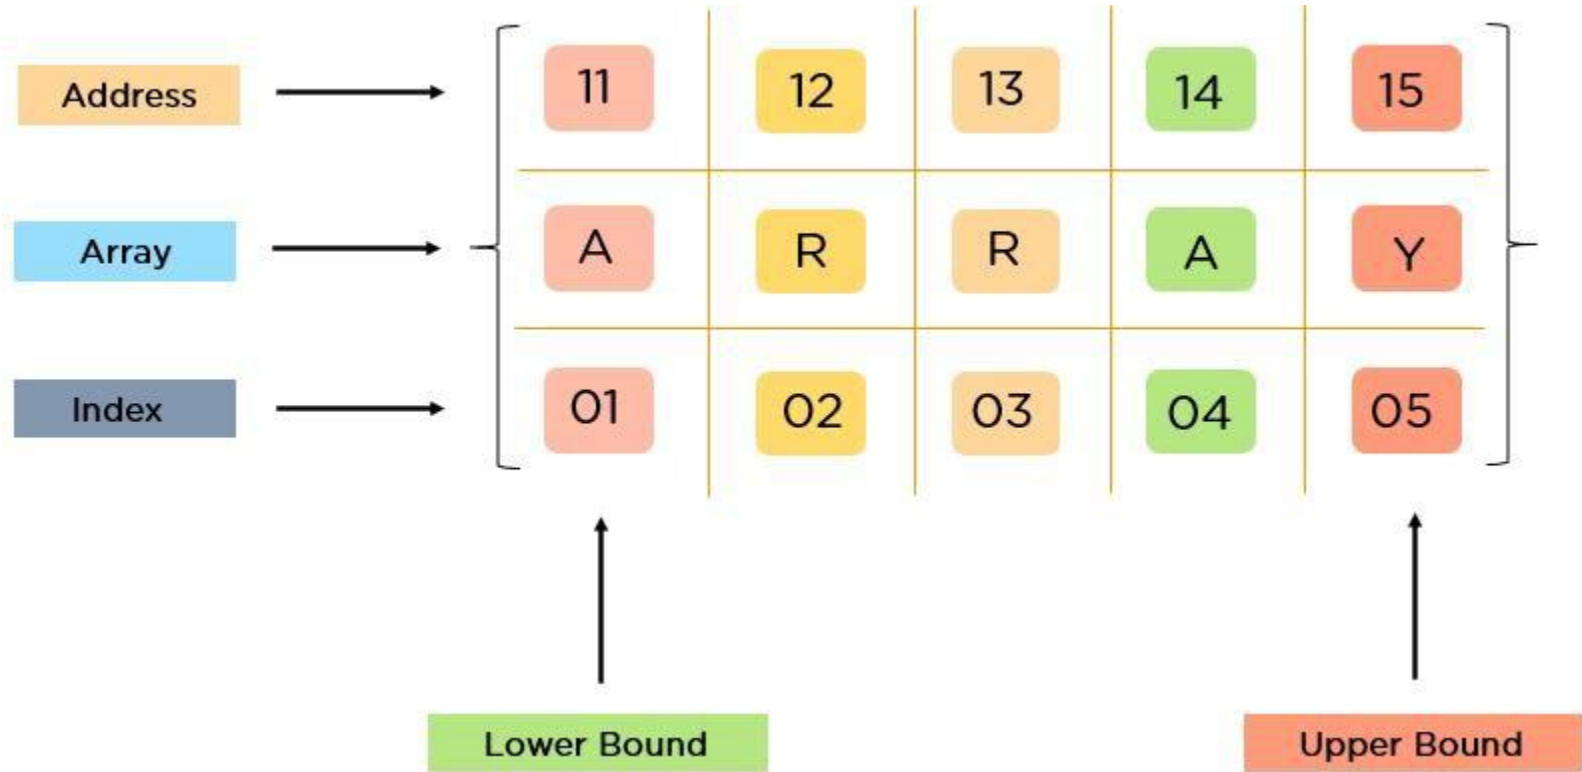 Address 11 12 13 14 15
Array A R R A Y
Index 01 02 03 04 05
Lower Bound Upper Bound